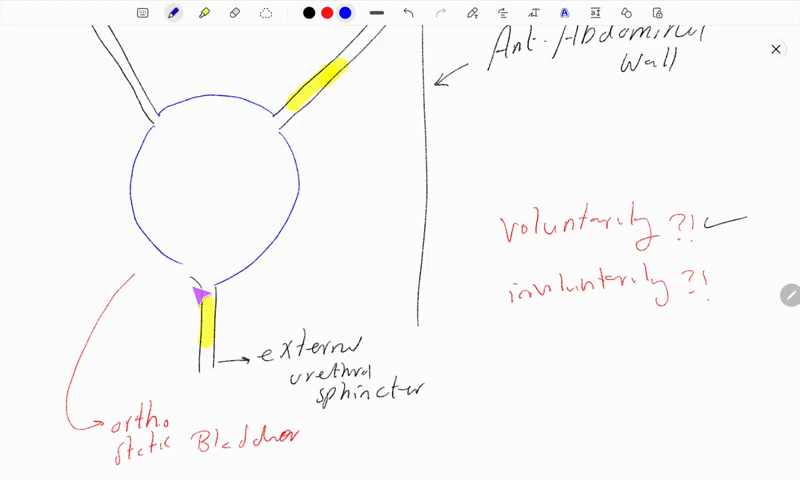 Ant. Abdominal
Wall
voluntarily ?!
involuntarily ?!
external
urethral
sphincter
ortho
static Bladder